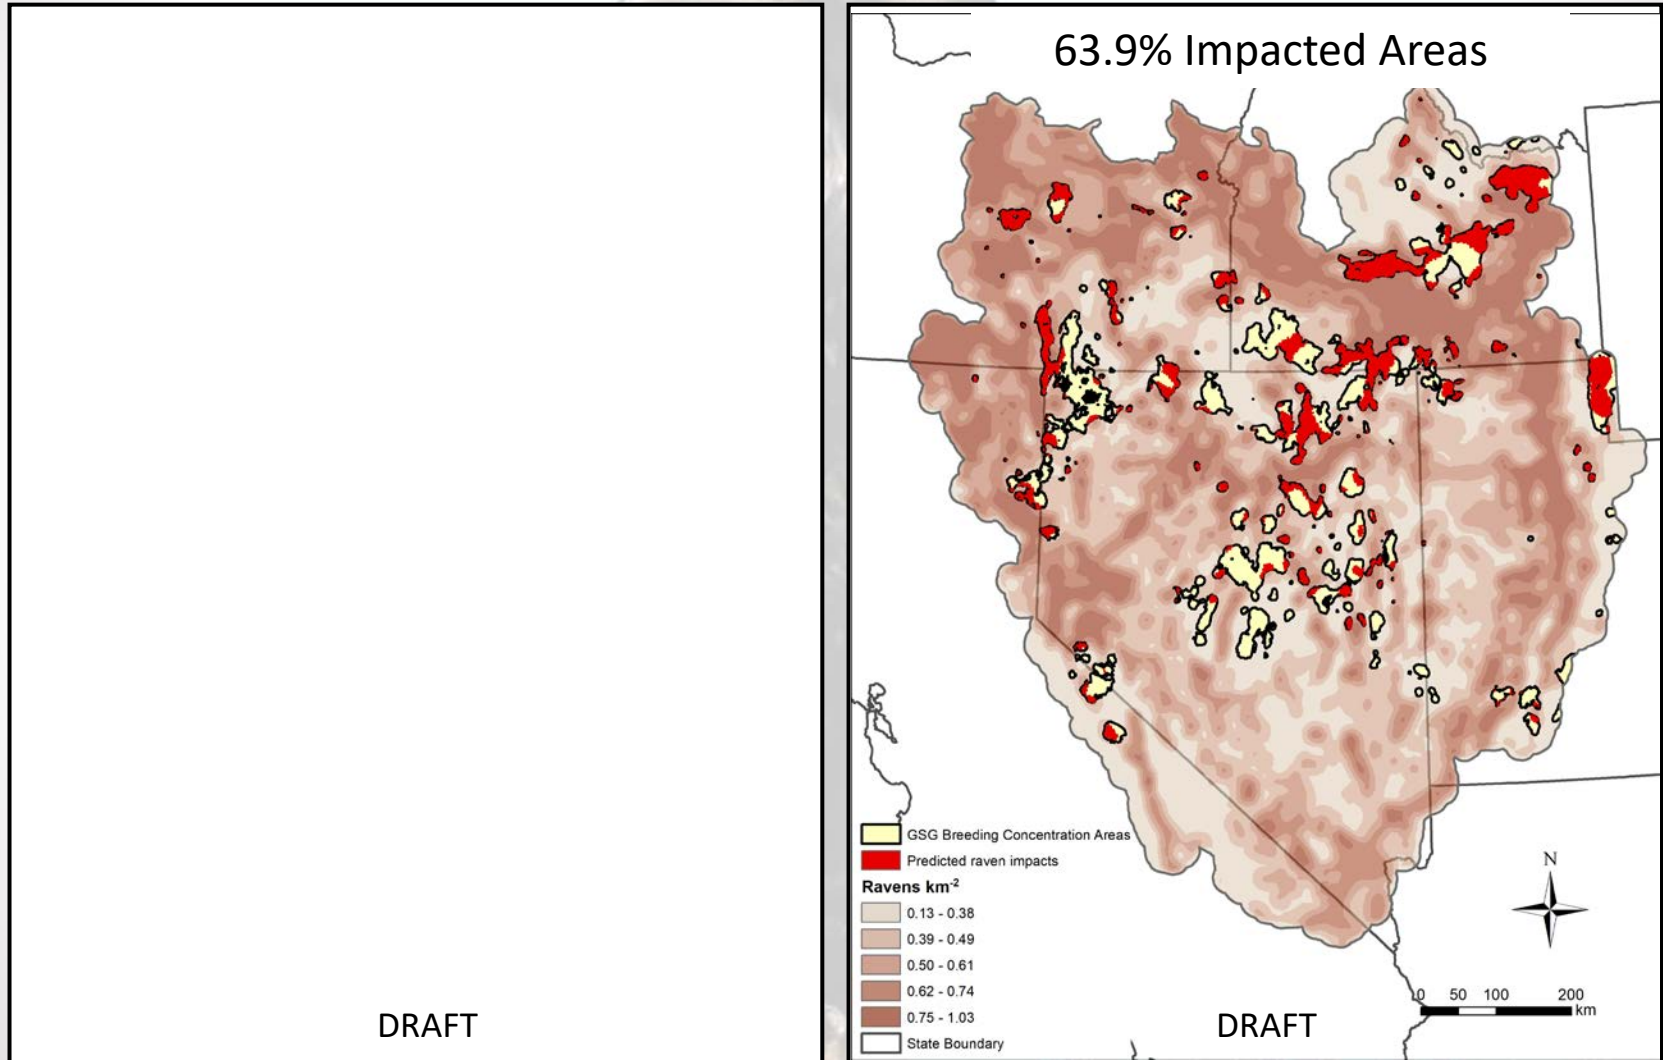 DRAFT
63.9% Impacted Areas
GSG Breeding Concentration Areas
Predicted raven impacts
Ravens km-2
0.13 - 0.38
0.39 - 0.49
0.50 - 0.61
0.62 - 0.74
0.75 - 1.03
State Boundary
DRAFT
N
0 50 100 200
km